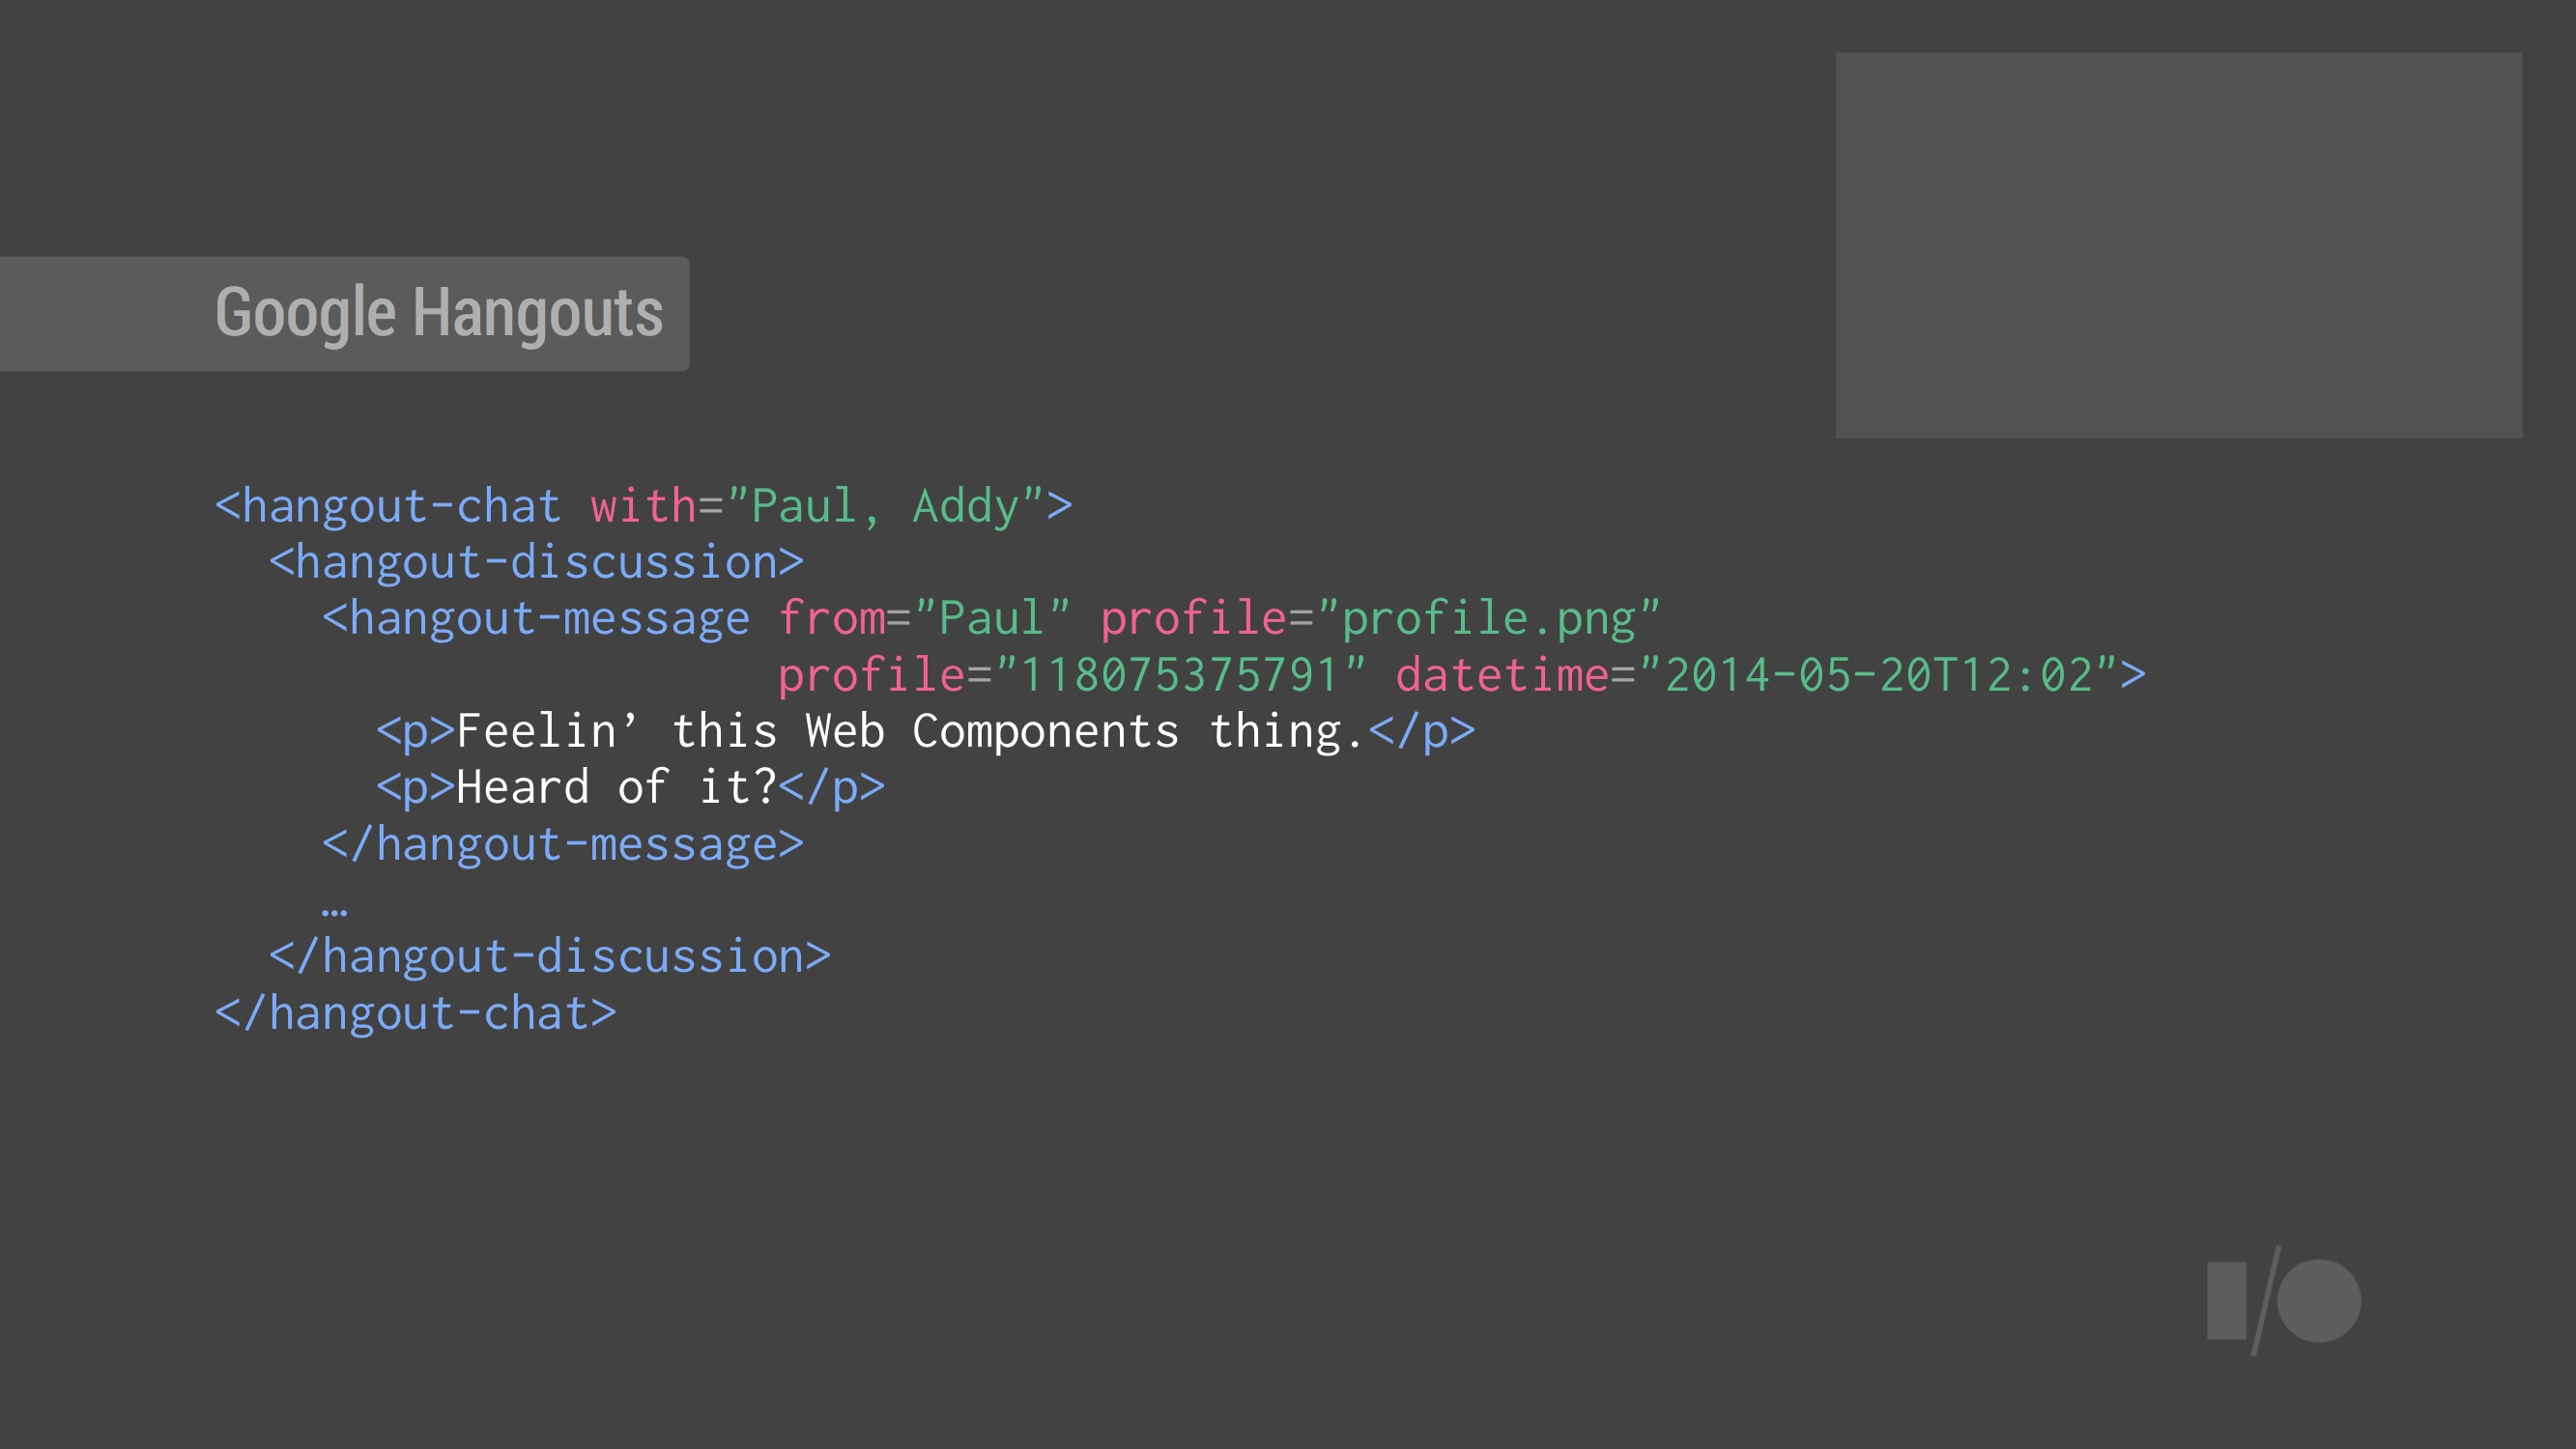 Google Hangouts
<hangout-chat with="Paul, Addy">
<hangout-discussion>
<hangout-message from="Paul" profile="profile.png"
profile="118075375791" datetime="2014-05-20T12:02">
<p>Feelin’ this Web Components thing.</p>
<p>Heard of it?</p>
</hangout-message>
…
</hangout-discussion>
</hangout-chat>
I/O